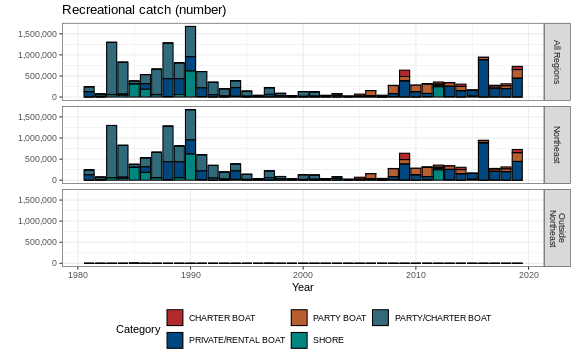 Recreational catch (number)
1,500,000
1,000,000
500,000
0
All Regions
1,500,000
1,000,000
500,000
0
Northeast
1,500,000
1,000,000
500,000
0
Outside
Northeast
1980 1990 2000 2010 2020
Year
Category
CHARTER BOAT PARTY BOAT PARTY/CHARTER BOAT
PRIVATE/RENTAL BOAT SHORE